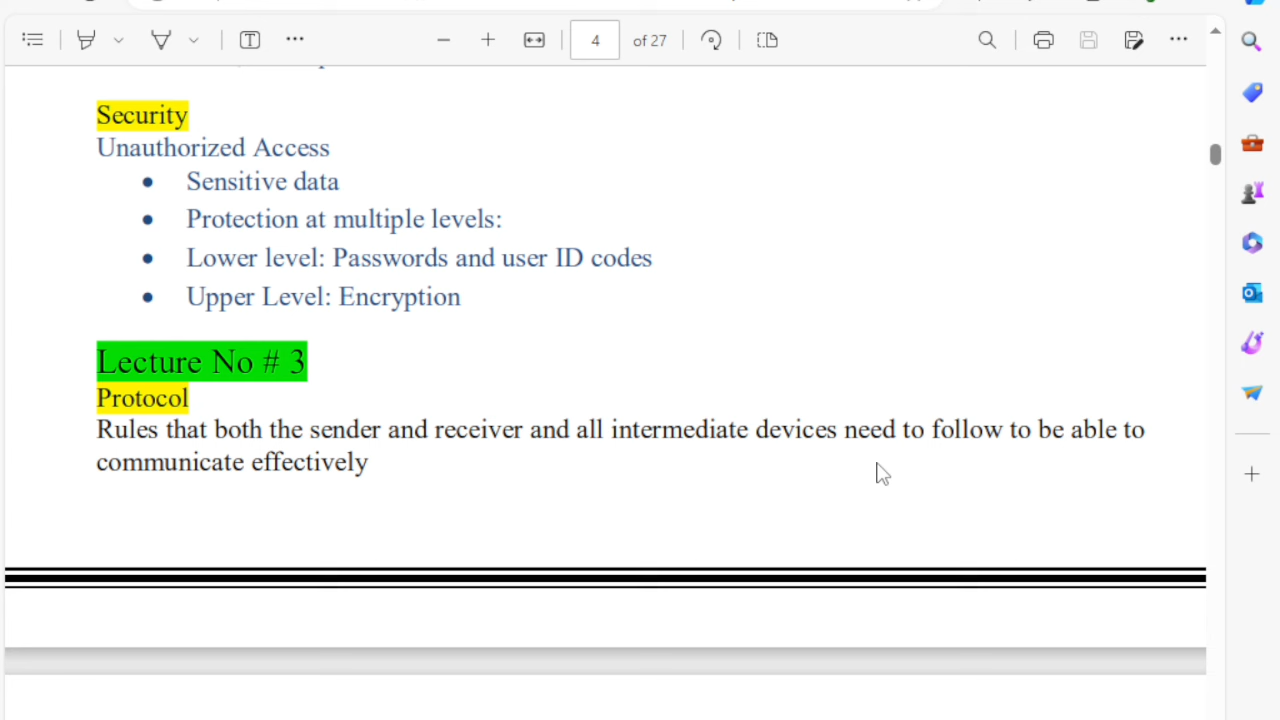 4 of 27
Security
Unauthorized Access
• Sensitive data
• Protection at multiple levels:
• Lower level: Passwords and user ID codes
• Upper Level: Encryption
Lecture No # 3
Protocol
Rules that both the sender and receiver and all intermediate devices need to follow to be able to
communicate effectively